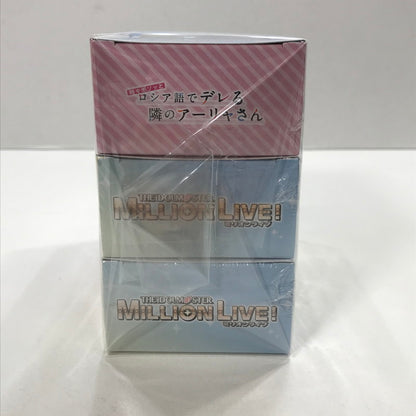 時々ボソッと
ロシア語でデレる
隣のアーリャさん
THE IDOLM@STER
MILLION LIVE!
ミリオンライブ
THE IDOLM@STER
MILLION LIVE!
ミリオンライブ